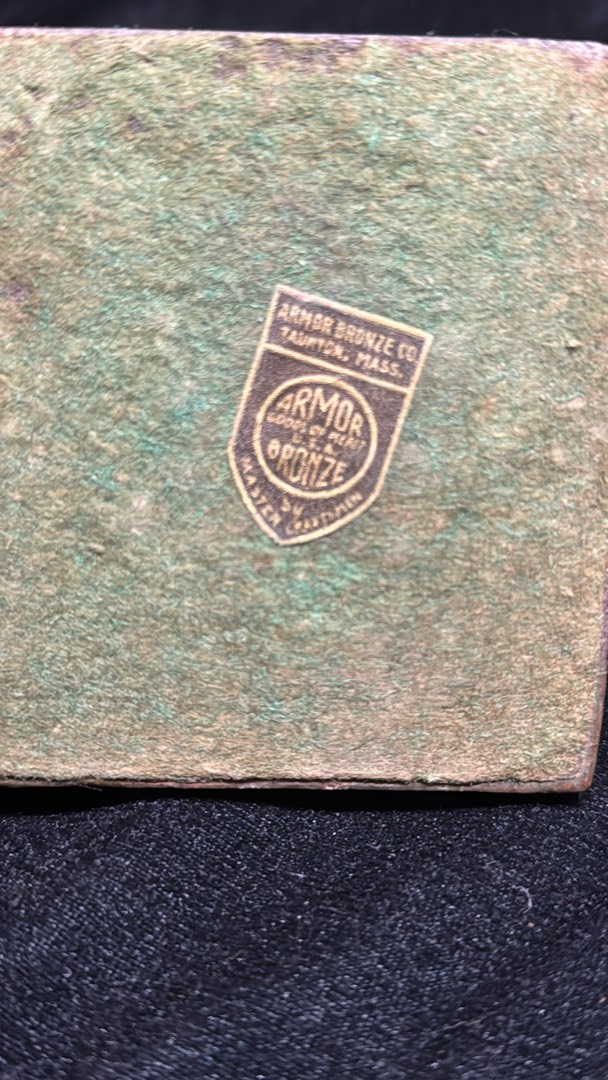 ARMOR BRONZE CO.
TAUNTON, MASS.
ARMOR
GOODS OF MERIT
U.S.A.
BRONZE
BY
MASTER CRAFTSMEN